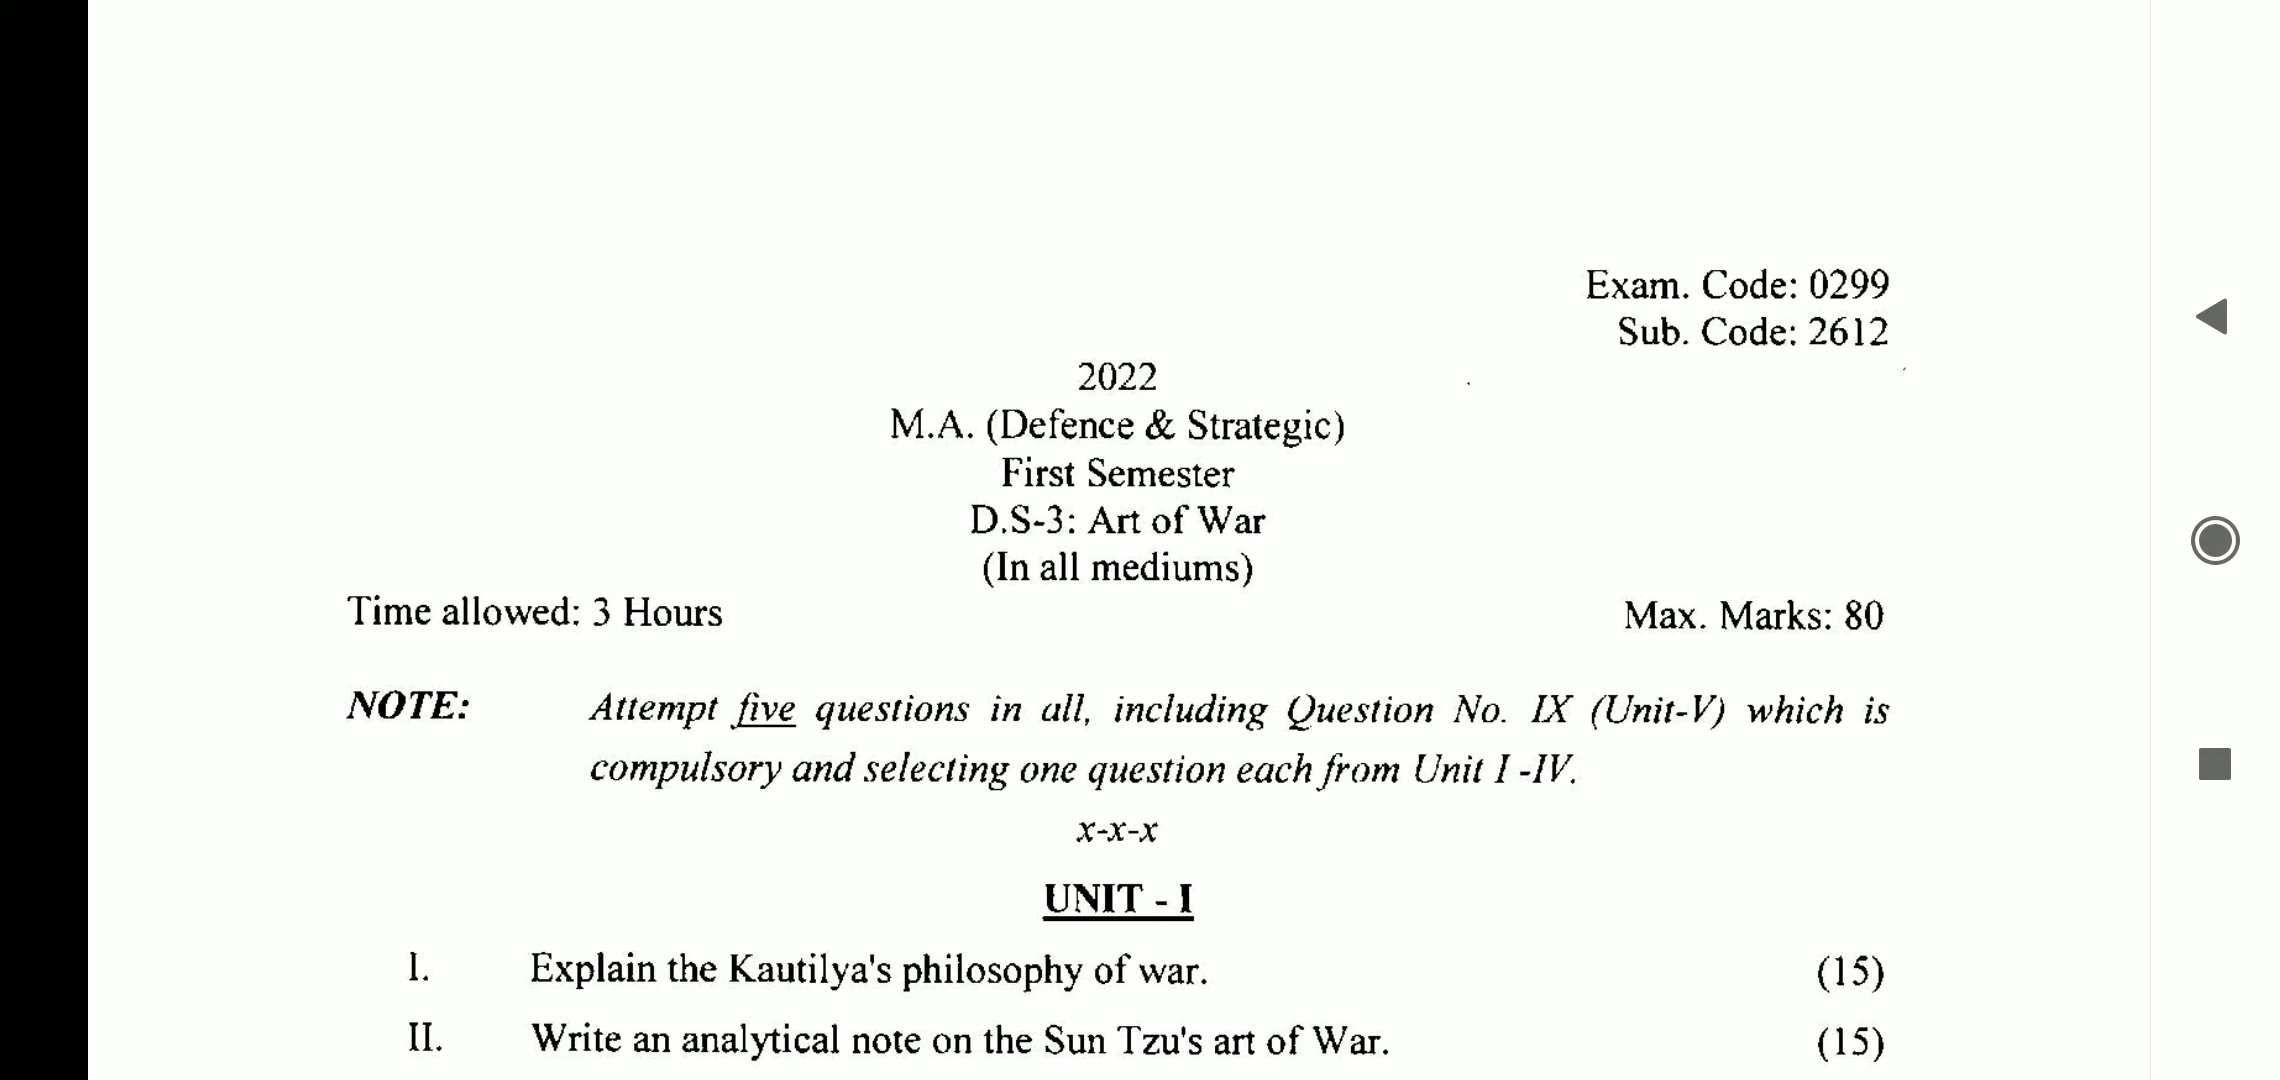 Exam. Code: 0299
Sub. Code: 2612
2022
M.A. (Defence & Strategic)
First Semester
D.S-3: Art of War
(In all mediums)
Time allowed: 3 Hours Max. Marks: 80
NOTE: Attempt five questions in all, including Question No. IX (Unit-V) which is
compulsory and selecting one question each from Unit I -IV.
x-x-x
UNIT - I
I. Explain the Kautilya's philosophy of war. (15)
II. Write an analytical note on the Sun Tzu's art of War. (15)